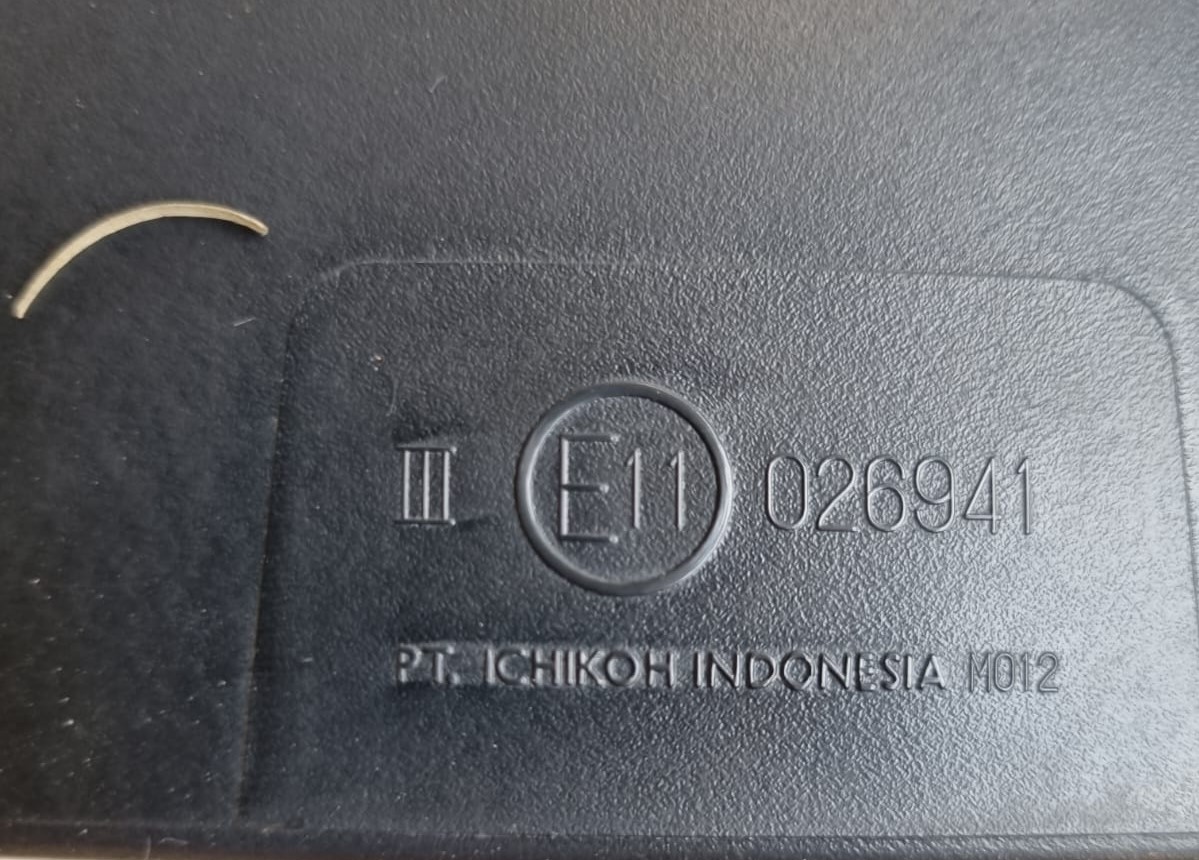 III E11 026941
PT. ICHIKOH INDONESIA M012